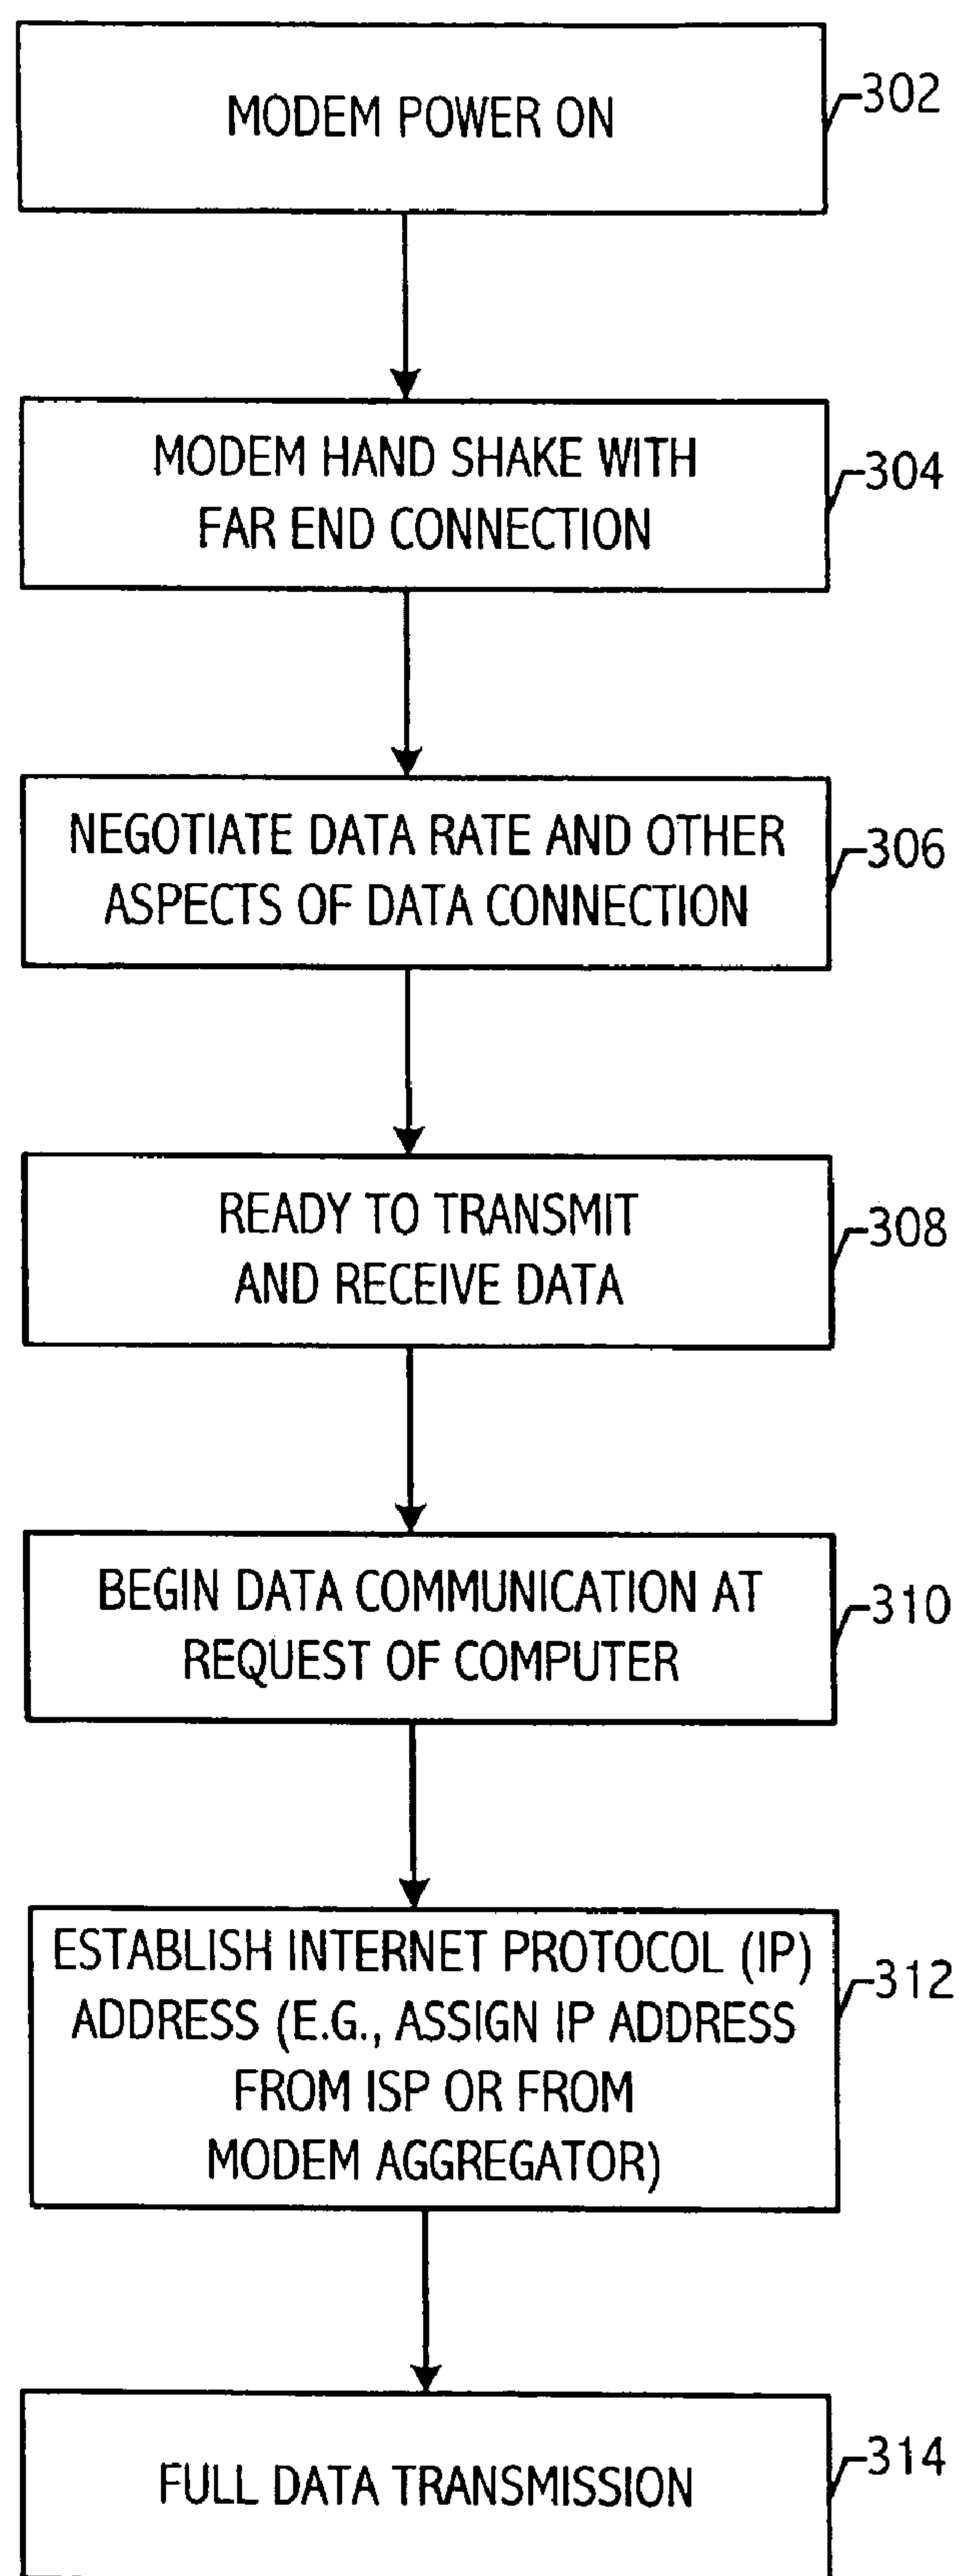 MODEM POWER ON
302
MODEM HAND SHAKE WITH
FAR END CONNECTION
304
NEGOTIATE DATA RATE AND OTHER
ASPECTS OF DATA CONNECTION
306
READY TO TRANSMIT
AND RECEIVE DATA
308
BEGIN DATA COMMUNICATION AT
REQUEST OF COMPUTER
310
ESTABLISH INTERNET PROTOCOL (IP)
ADDRESS (E.G., ASSIGN IP ADDRESS
FROM ISP OR FROM
MODEM AGGREGATOR)
312
FULL DATA TRANSMISSION
314